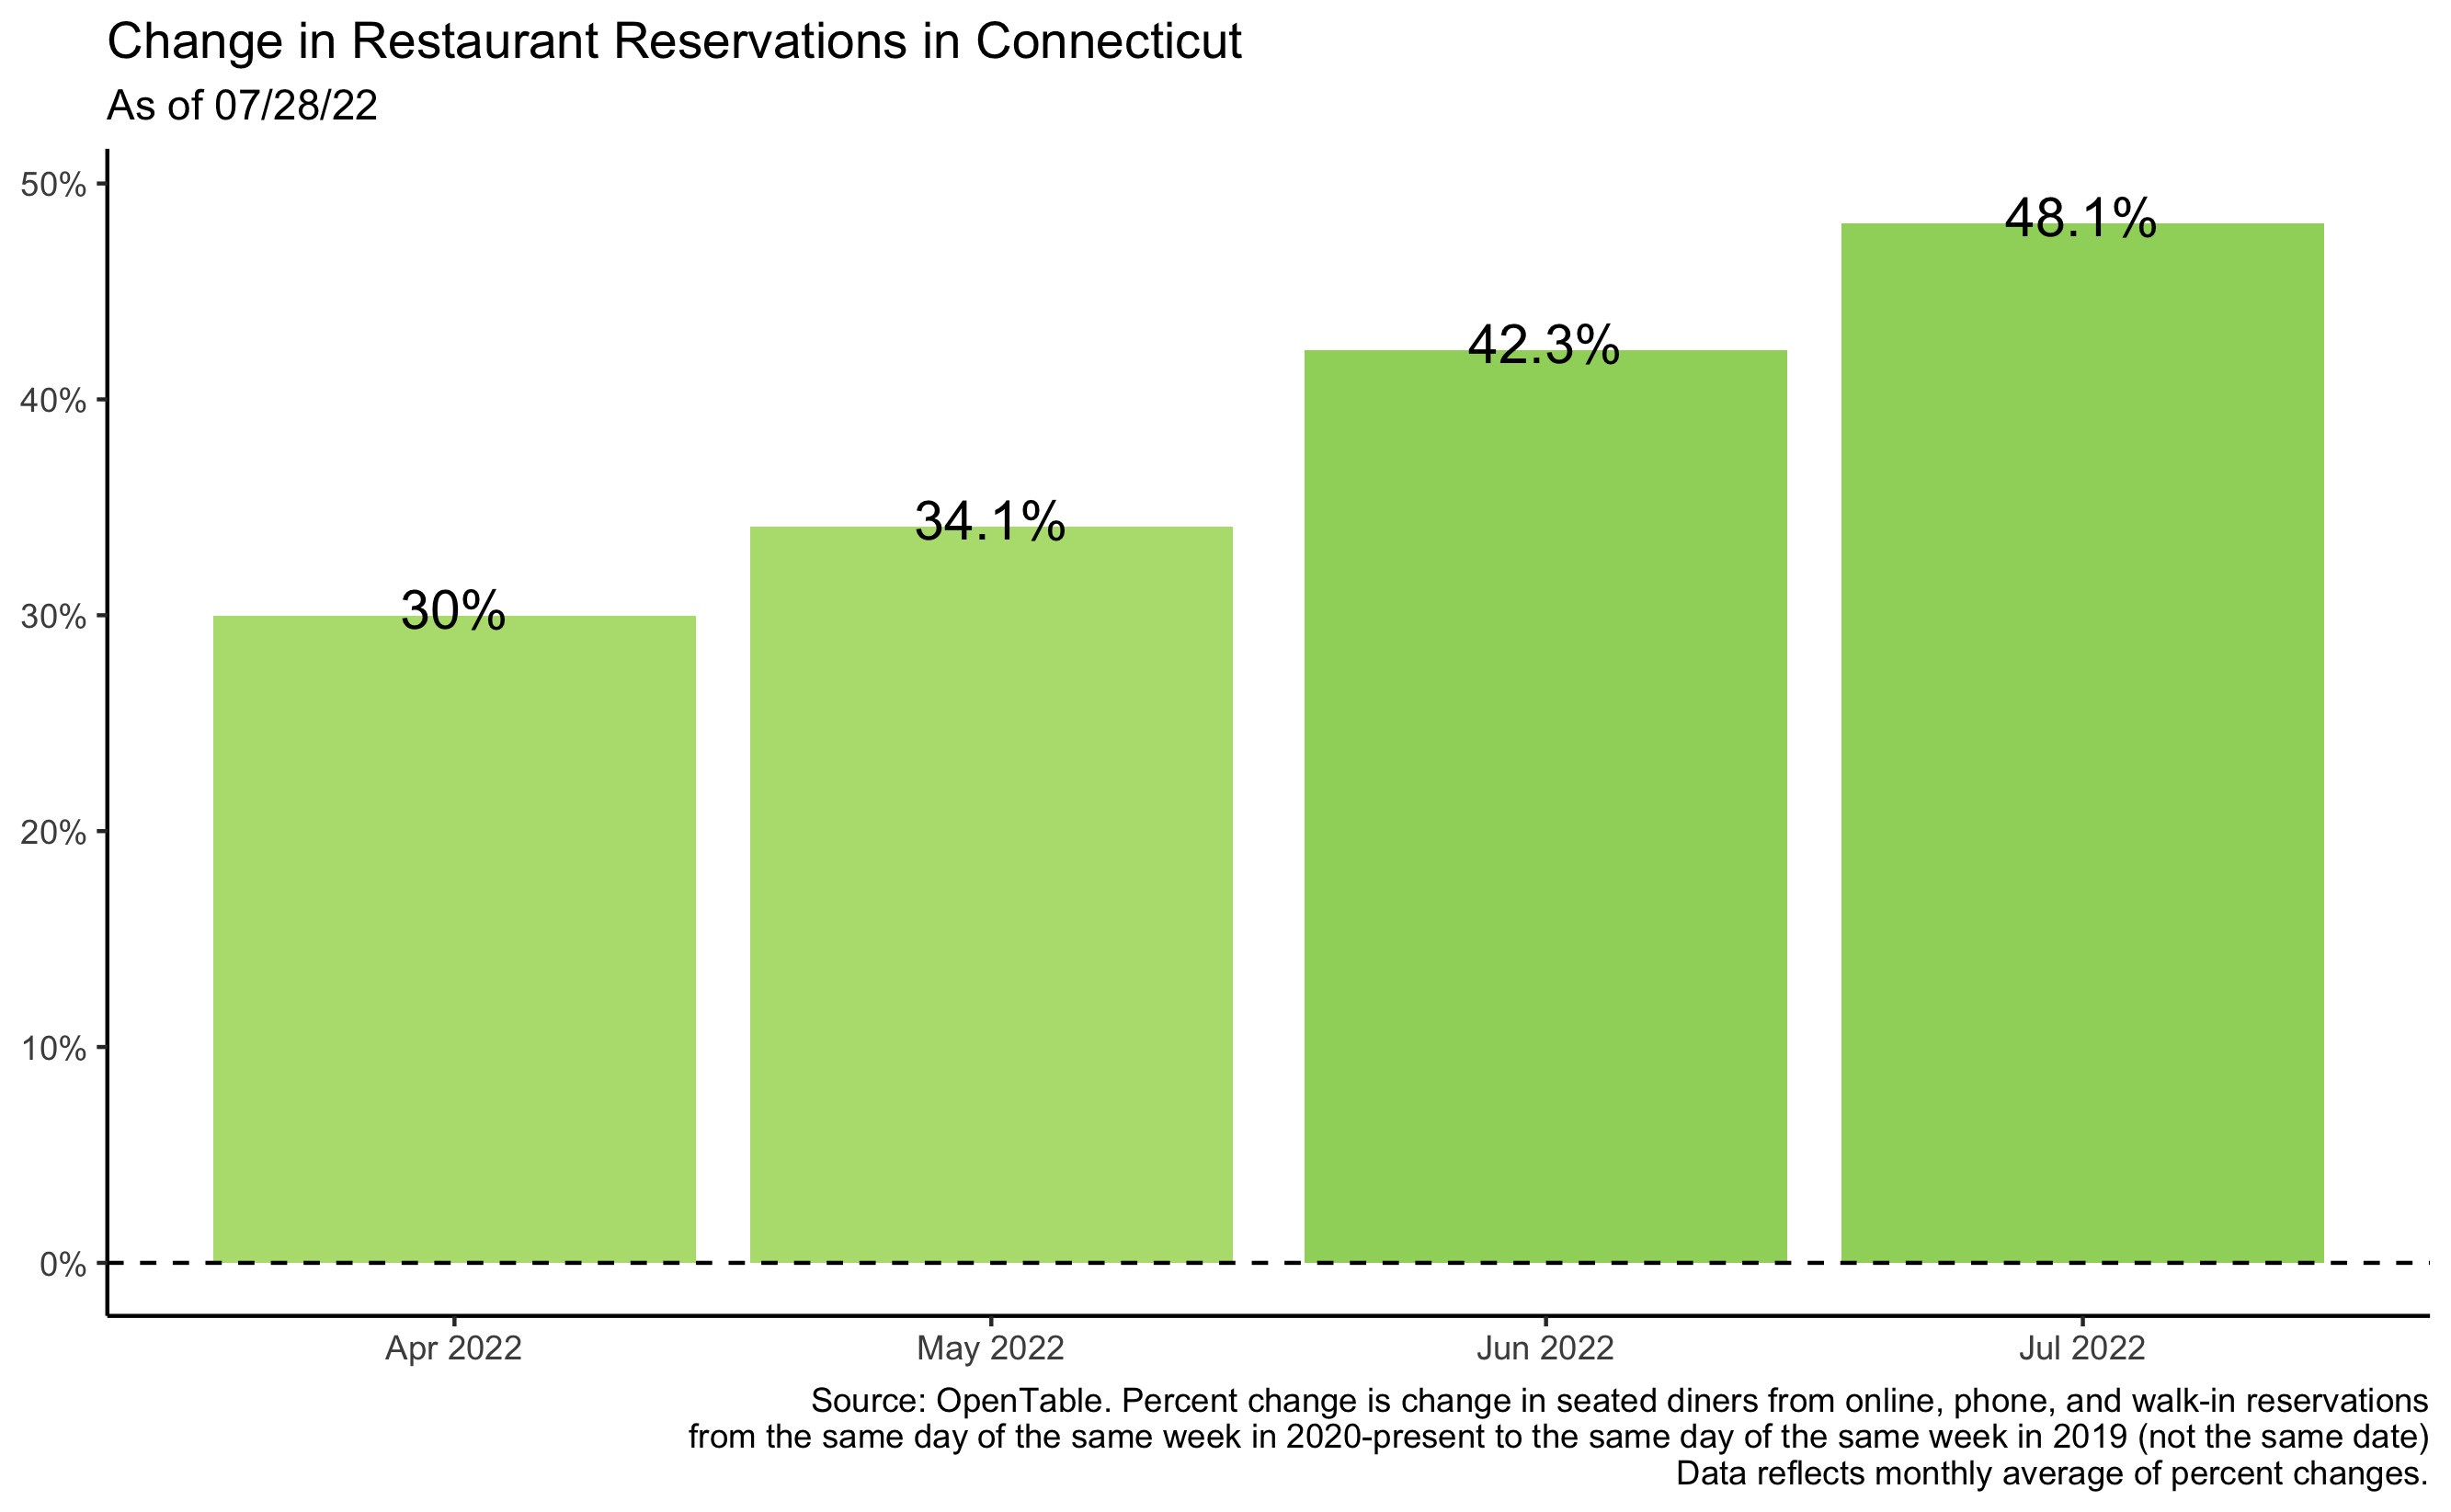 Change in Restaurant Reservations in Connecticut
As of 07/28/22
50%
40%
30%
20%
10%
0%
30%
34.1%
42.3%
48.1%
Apr 2022
May 2022
Jun 2022
Jul 2022
Source: OpenTable. Percent change is change in seated diners from online, phone, and walk-in reservations
from the same day of the same week in 2020-present to the same day of the same week in 2019 (not the same date)
Data reflects monthly average of percent changes.